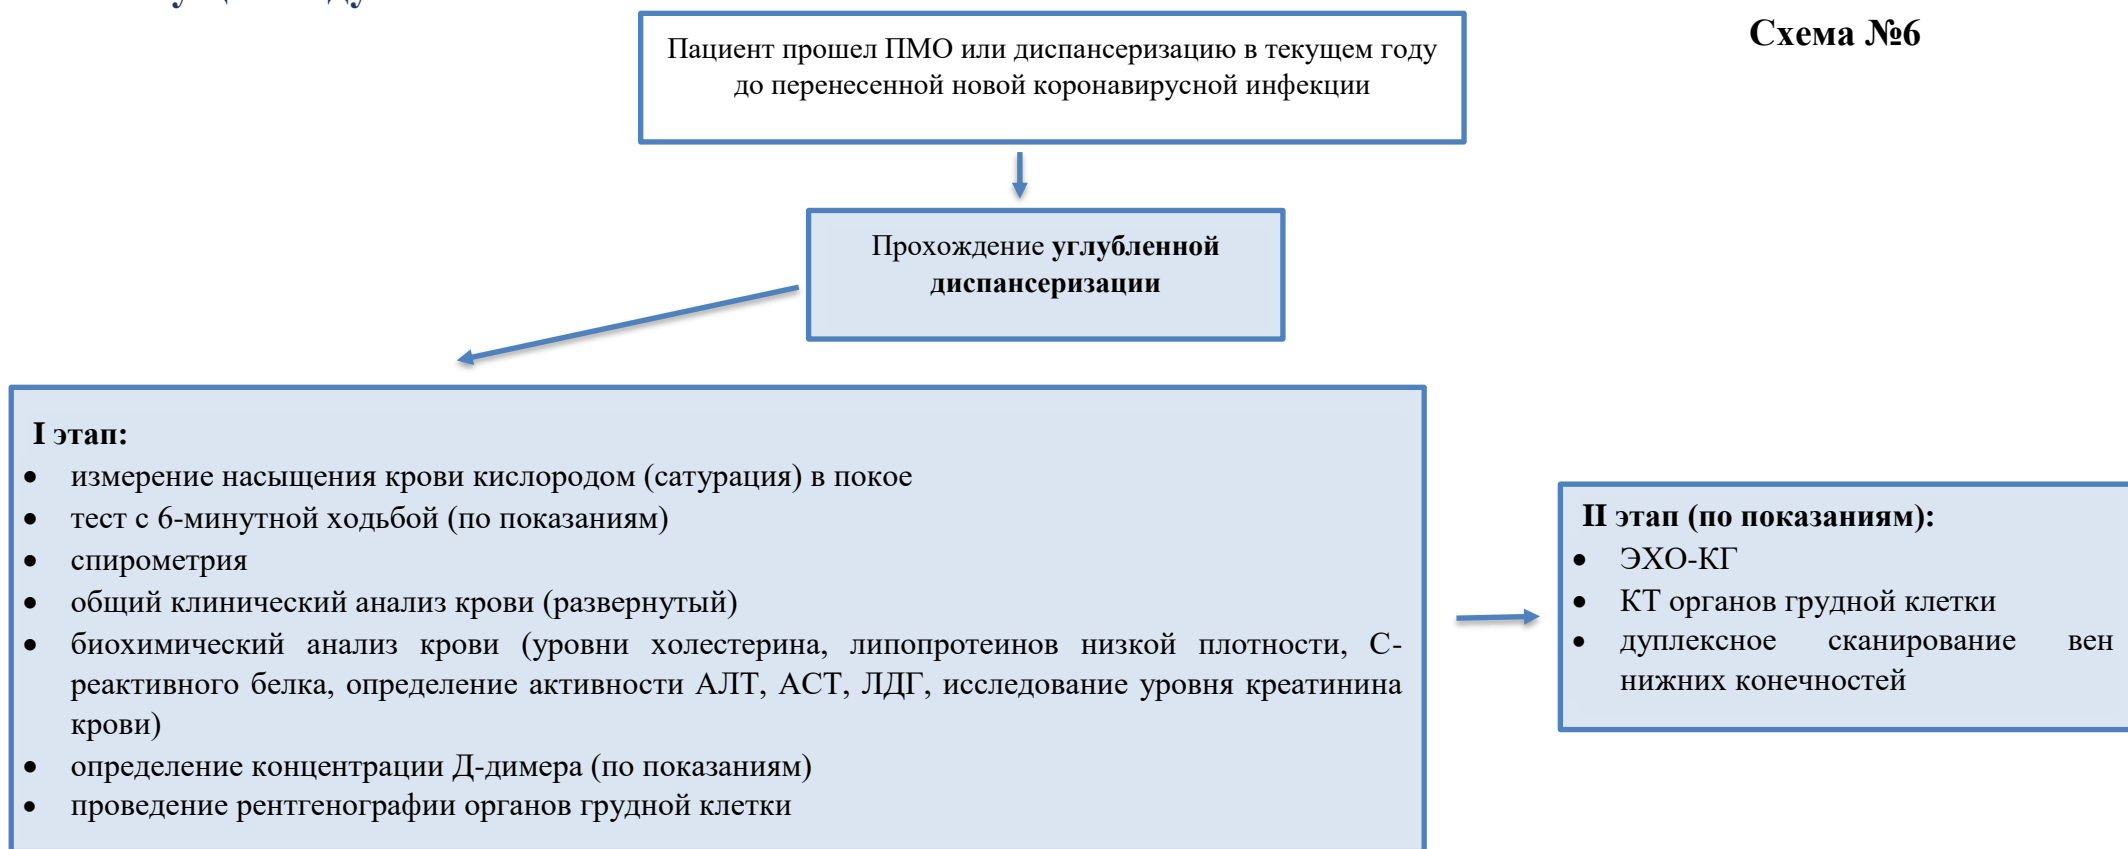 Схема №6
Пациент прошел ПМО или диспансеризацию в текущем году
до перенесенной новой коронавирусной инфекции
Прохождение углубленной
диспансеризации
I этап:
• измерение насыщения крови кислородом (сатурация) в покое
• тест с 6-минутной ходьбой (по показаниям)
• спирометрия
• общий клинический анализ крови (развернутый)
• биохимический анализ крови (уровни холестерина, липопротеинов низкой плотности, С-
реактивного белка, определение активности АЛТ, АСТ, ЛДГ, исследование уровня креатинина
крови)
• определение концентрации Д-димера (по показаниям)
• проведение рентгенографии органов грудной клетки
II этап (по показаниям):
• ЭХО-КГ
• КТ органов грудной клетки
• дуплексное сканирование вен
нижних конечностей